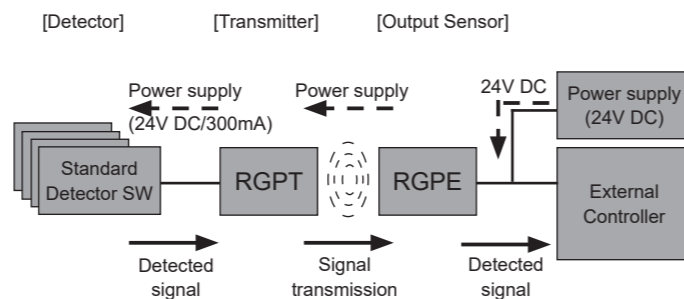 [Detector]
[Transmitter]
[Output Sensor]
Power supply
(24V DC/300mA)
Power supply
24V DC
Power supply
(24V DC)
Standard
Detector SW
RGPT
RGPE
External
Controller
Detected
signal
Signal
transmission
Detected
signal